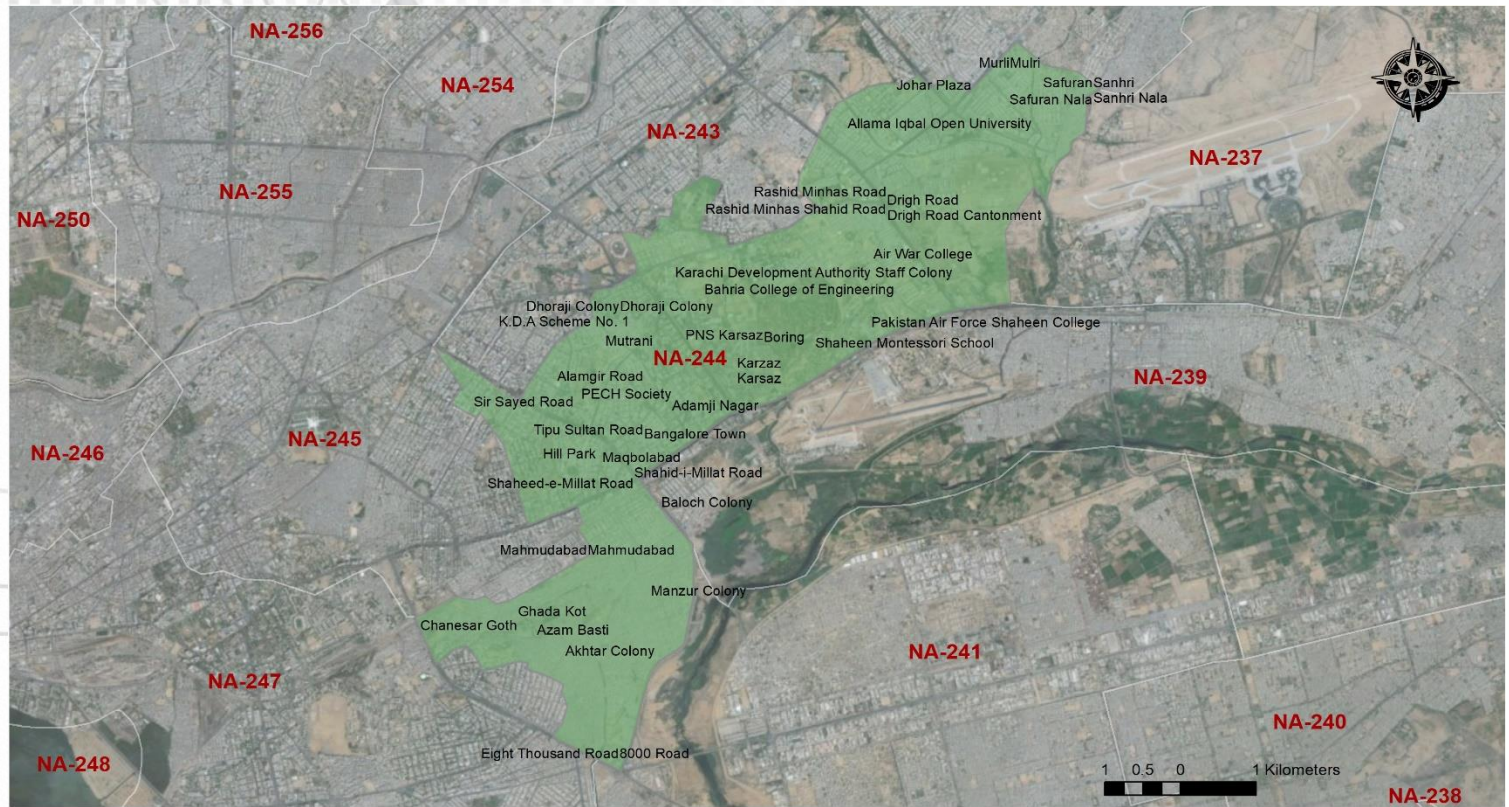 NA-256
MurliMulri
NA-254
Johar Plaza
SafuranSanhri
Safuran NalaSanhri Nala
Allama Iqbal Open University
NA-243
NA-237
NA-255
Rashid Minhas Road
Drigh Road
Rashid Minhas Shahid Road
Drigh Road Cantonment
NA-250
Air War College
Karachi Development Authority Staff Colony
Bahria College of Engineering
Dhoraji ColonyDhoraji Colony
K.D.A Scheme No. 1
Pakistan Air Force Shaheen College
PNS KarsazBoring
Mutrani
Shaheen Montessori School
NA-244
Karzaz
Karsaz
Alamgir Road
NA-239
PECH Society
Sir Sayed Road
Adamji Nagar
Tipu Sultan Road
Bangalore Town
NA-245
NA-246
Hill Park
Maqbolabad
Shahid-i-Millat Road
Shaheed-e-Millat Road
Baloch Colony
MahmudabadMahmudabad
Manzur Colony
Ghada Kot
Chanesar Goth
Azam Basti
Akhtar Colony
NA-241
NA-247
NA-240
Eight Thousand Road8000 Road
NA-248
1 0.5 0 1 Kilometers
NA-238